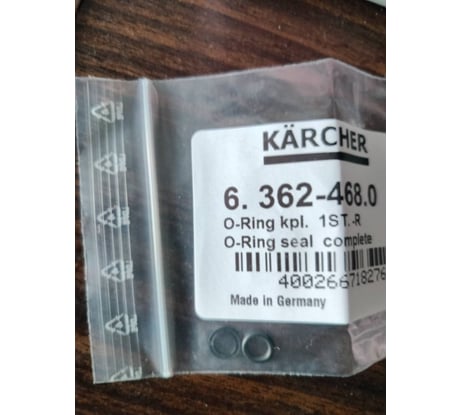 KÄRCHER
6. 362-468.0
O-Ring kpl. 1ST.-R
O-Ring seal complete
400266718276
Made in Germany